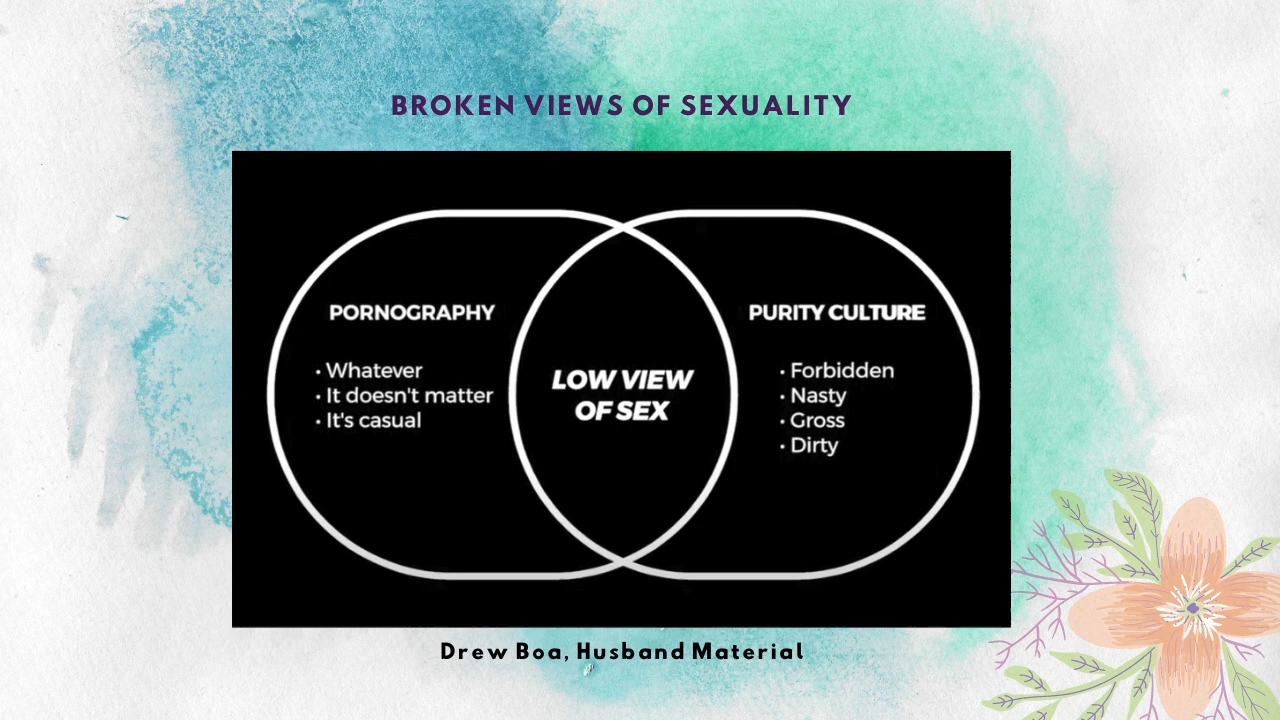 BROKEN VIEWS OF SEXUALITY
PORNOGRAPHY
• Whatever
• It doesn't matter
• It's casual
LOW VIEW
OF SEX
PURITY CULTURE
• Forbidden
• Nasty
• Gross
• Dirty
Drew Boa, Husband Material